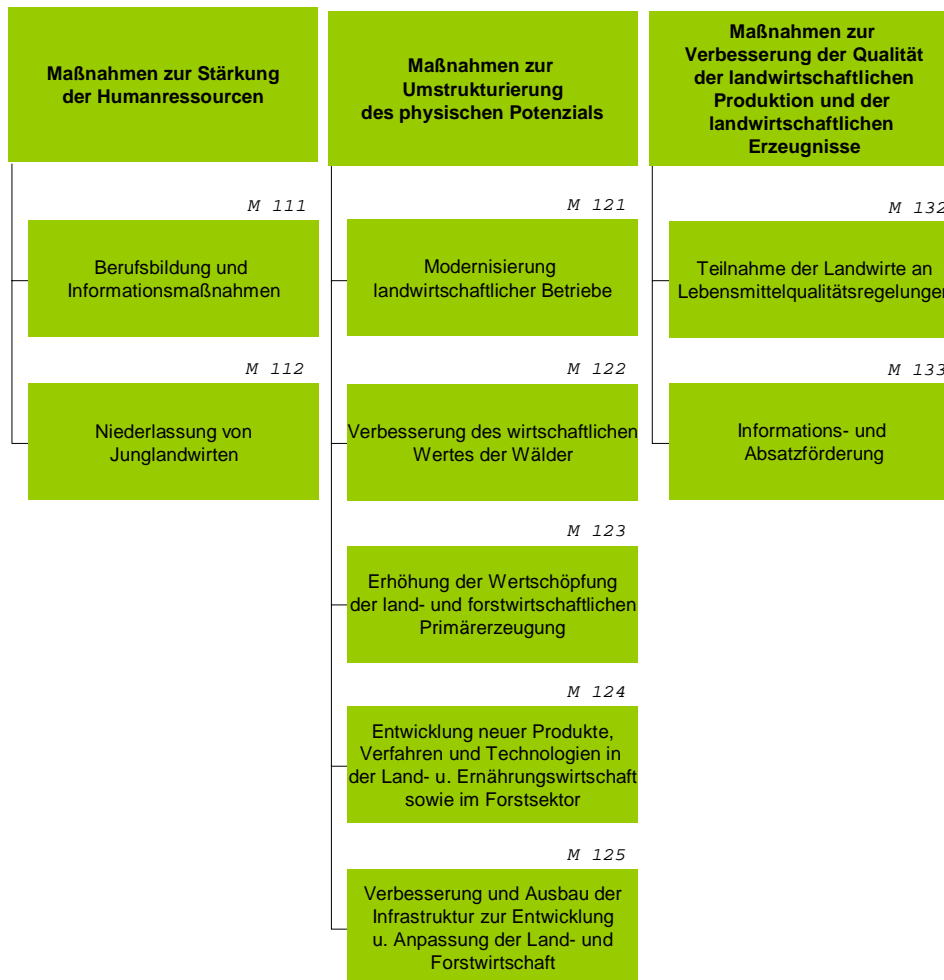 Maßnahmen zur Stärkung
der Humanressourcen
M 111
Berufsbildung und
Informationsmaßnahmen
M 112
Niederlassung von
Junglandwirten
Maßnahmen zur
Umstrukturierung
des physischen Potenzials
M 121
Modernisierung
landwirtschaftlicher Betriebe
M 122
Verbesserung des wirtschaftlichen
Wertes der Wälder
M 123
Erhöhung der Wertschöpfung
der land- und forstwirtschaftlichen
Primärerzeugung
M 124
Entwicklung neuer Produkte,
Verfahren und Technologien in
der Land- u. Ernährungswirtschaft
sowie im Forstsektor
M 125
Verbesserung und Ausbau der
Infrastruktur zur Entwicklung
u. Anpassung der Land- und
Forstwirtschaft
Maßnahmen zur
Verbesserung der Qualität
der landwirtschaftlichen
Produktion und der
landwirtschaftlichen
Erzeugnisse
M 132
Teilnahme der Landwirte an
Lebensmittelqualitätsregelungen
M 133
Informations- und
Absatzförderung